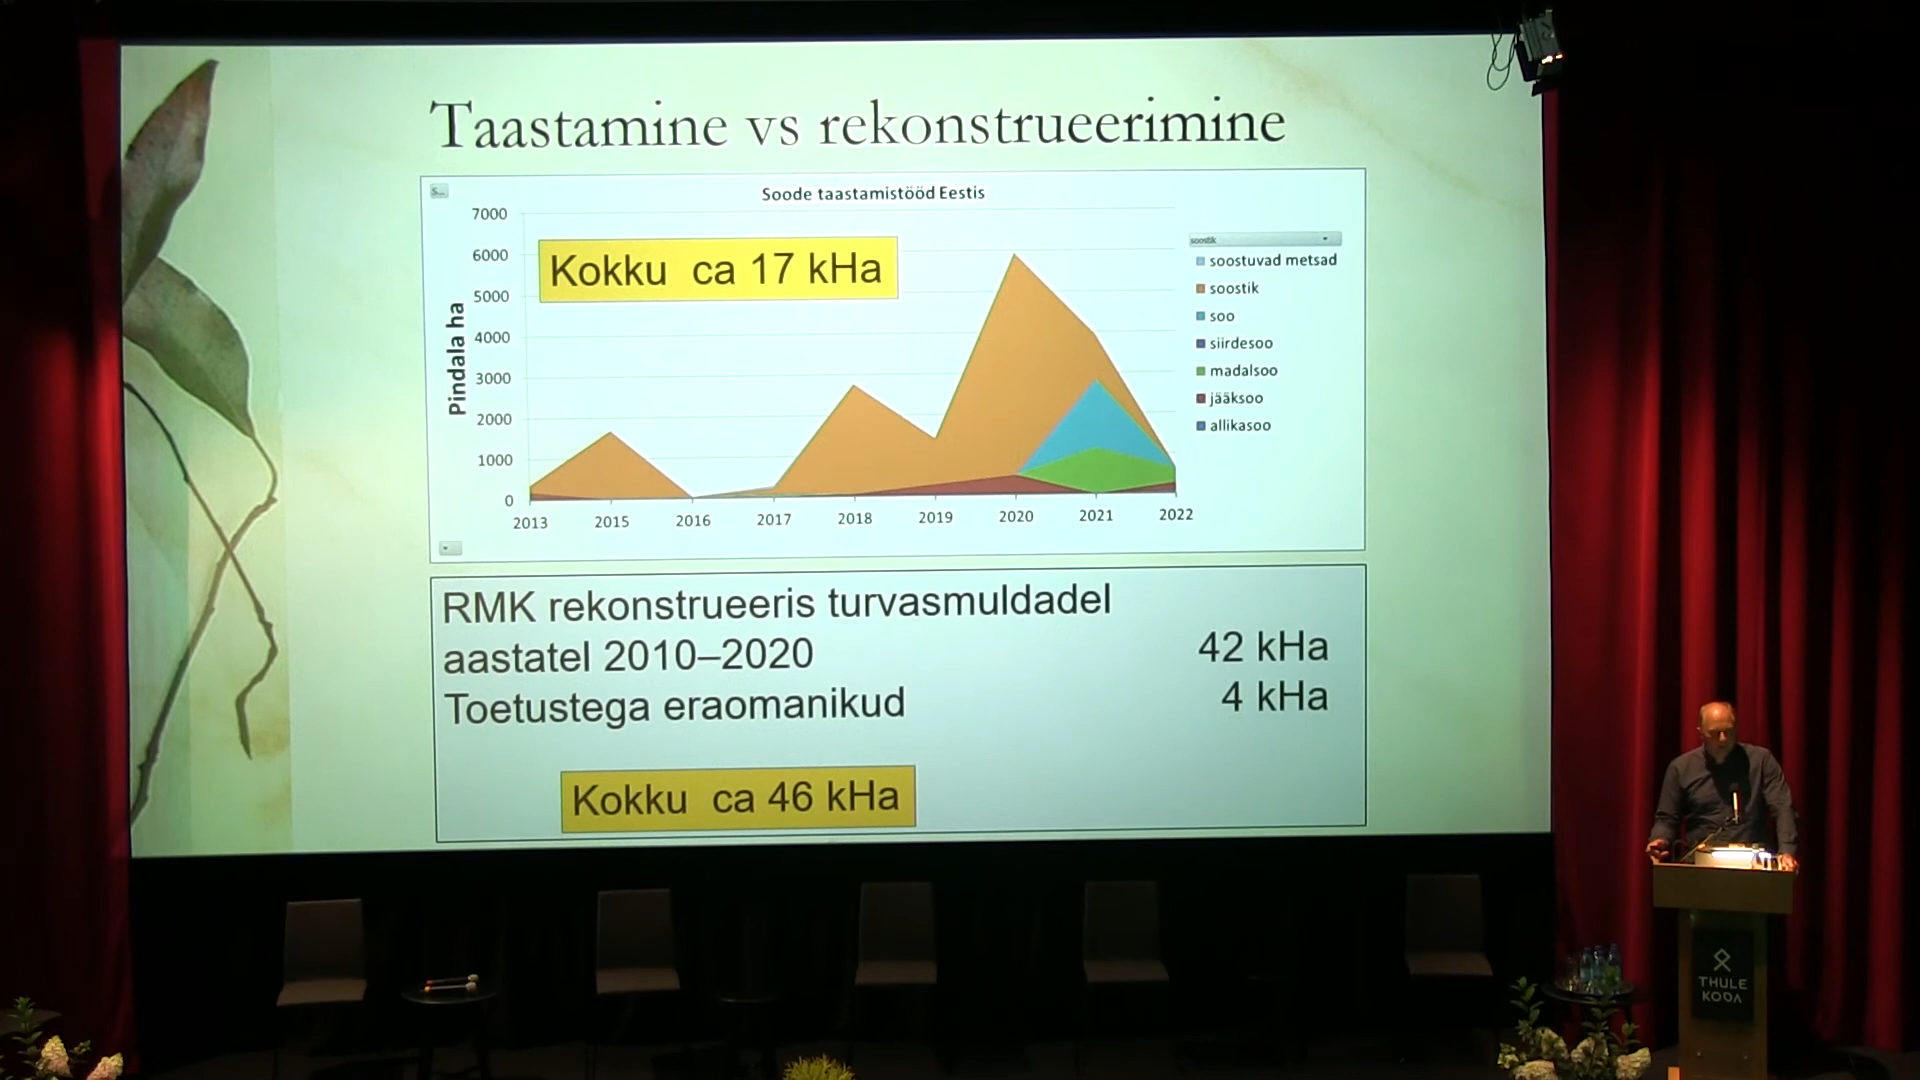 Taastamine vs rekonstrueerimine
S...
Soode taastamistööd Eestis
Pindala ha
7000
6000
5000
4000
3000
2000
1000
0
2013 2015 2016 2017 2018 2019 2020 2021 2022
Kokku ca 17 kHa
soostik
soostuvad metsad
soostik
soo
siirdesoo
madalsoo
jääksoo
allikasoo
RMK rekonstrueeris turvasmuldadel
aastatel 2010–2020 42 kHa
Toetustega eraomanikud 4 kHa
Kokku ca 46 kHa
THULE
KODA